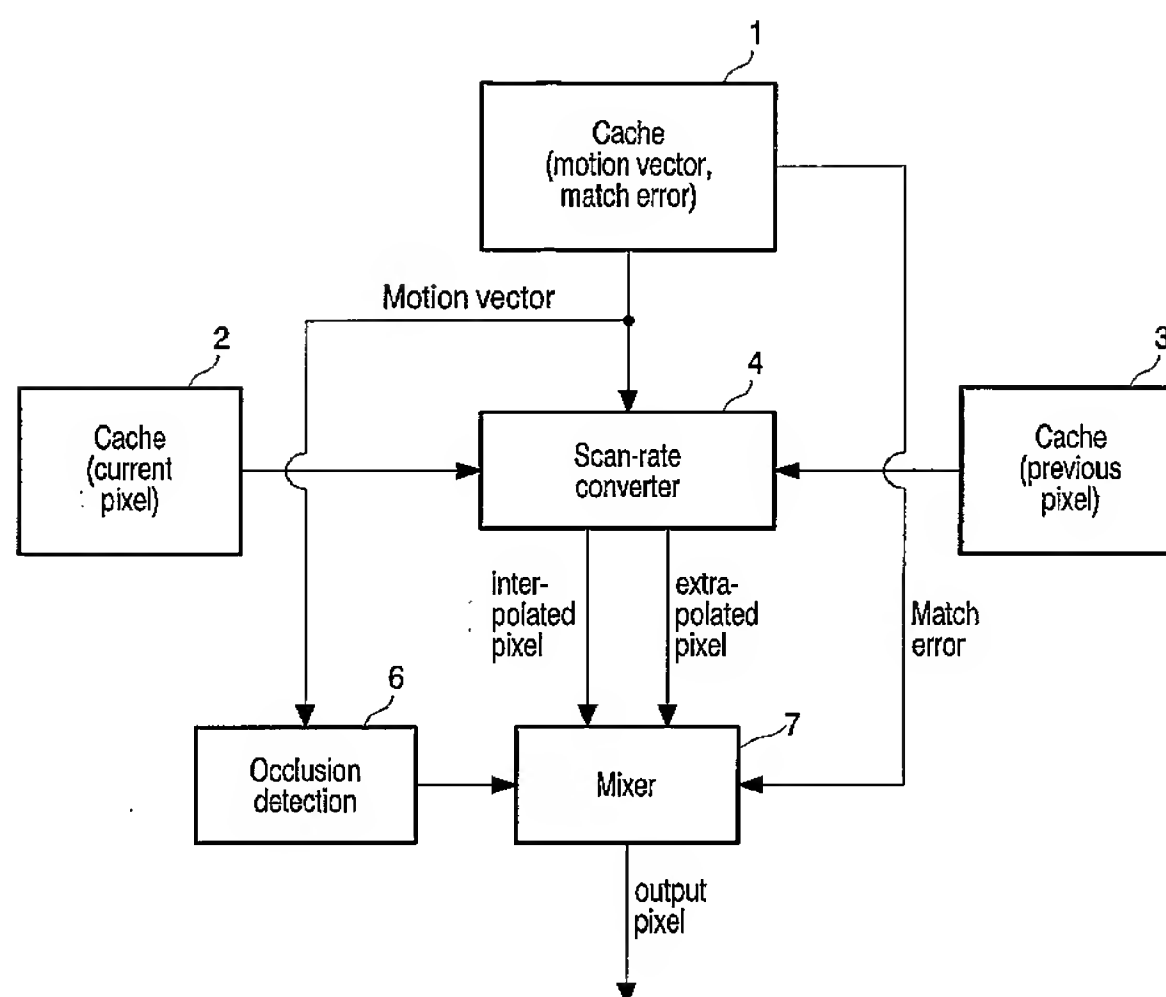 1
Cache
(motion vector,
match error)
Motion vector
2
Cache
(current
pixel)
4
Scan-rate
converter
3
Cache
(previous
pixel)
inter-
polated
pixel
extra-
polated
pixel
Match
error
6
Occlusion
detection
7
Mixer
output
pixel